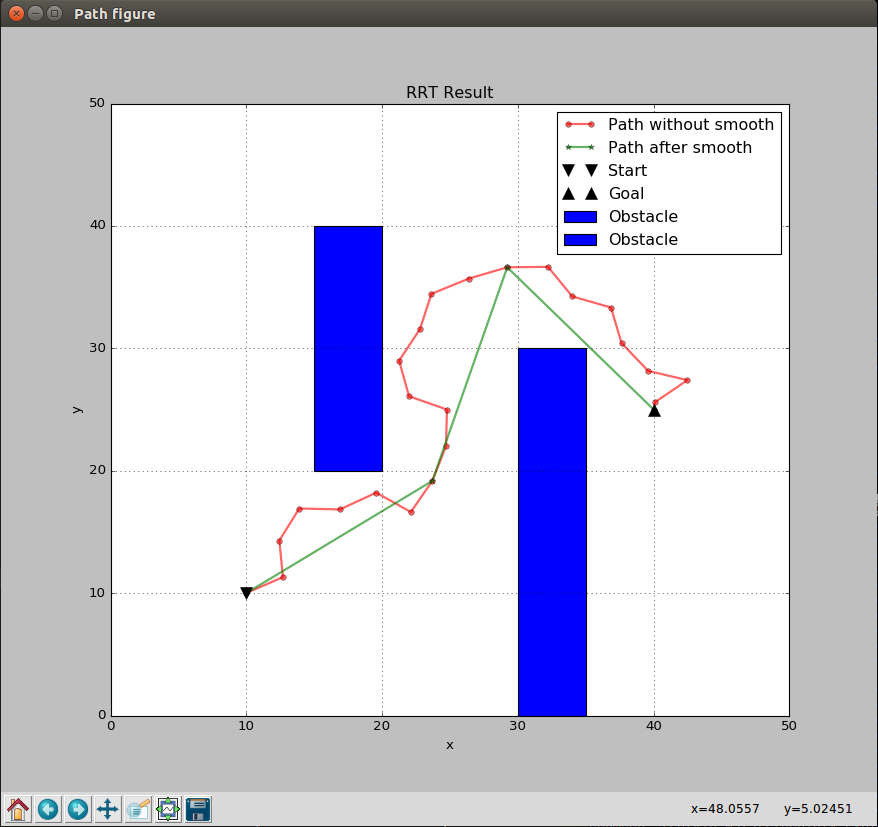 Path figure
RRT Result
Path without smooth
Path after smooth
Start
Goal
Obstacle
Obstacle
50
40
30
20
10
0
y
0 10 20 30 40 50
x
x=48.0557 y=5.02451